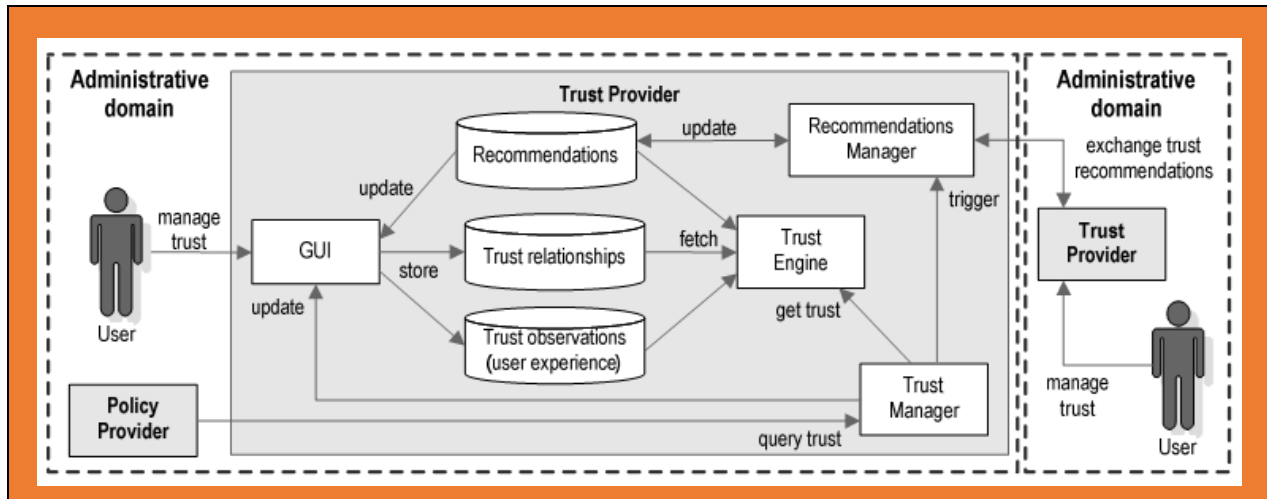 Administrative
domain
Trust Provider
Administrative
domain
Recommendations
update
Recommendations
Manager
exchange trust
recommendations
update
trigger
manage
trust
GUI
store
Trust relationships
fetch
Trust
Engine
Trust
Provider
update
Trust observations
(user experience)
get trust
User
Policy
Provider
query trust
Trust
Manager
manage
trust
User